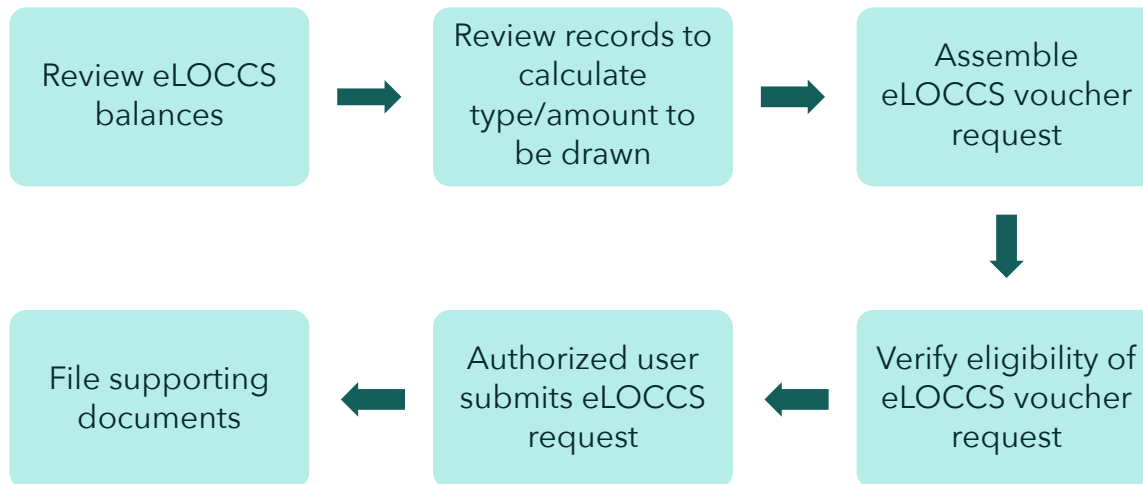 Review eLOCCS
balances
Review records to
calculate
type/amount to
be drawn
Assemble
eLOCCS voucher
request
Verify eligibility of
eLOCCS voucher
request
Authorized user
submits eLOCCS
request
File supporting
documents